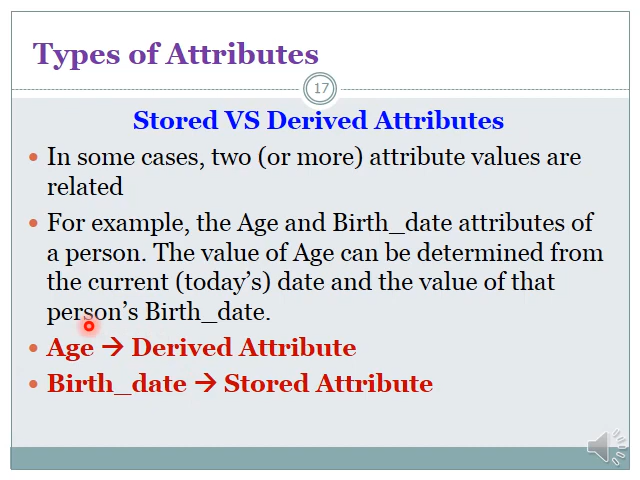 Types of Attributes
17
Stored VS Derived Attributes
• In some cases, two (or more) attribute values are
related
• For example, the Age and Birth_date attributes of
a person. The value of Age can be determined from
the current (today’s) date and the value of that
person’s Birth_date.
• Age → Derived Attribute
• Birth_date → Stored Attribute